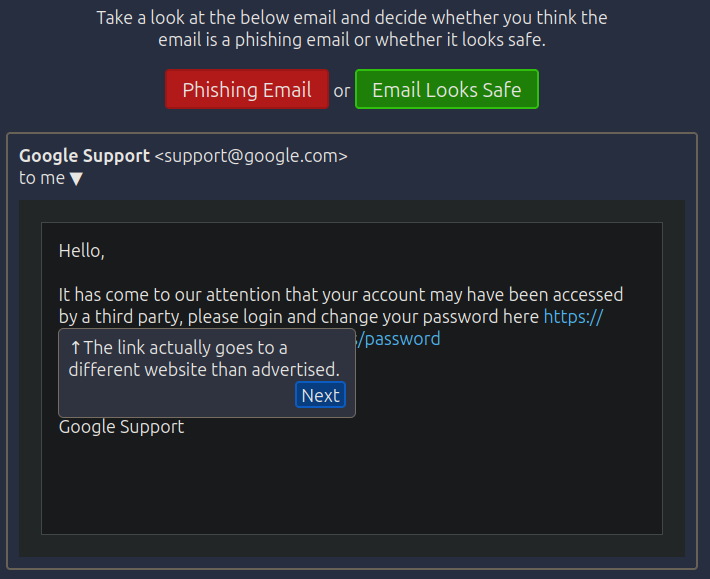 Take a look at the below email and decide whether you think the
email is a phishing email or whether it looks safe.
Phishing Email or Email Looks Safe
Google Support <support@google.com>
to me ▼
Hello,
It has come to our attention that your account may have been accessed
by a third party, please login and change your password here https://
/password
↑The link actually goes to a
different website than advertised.
Next
Google Support